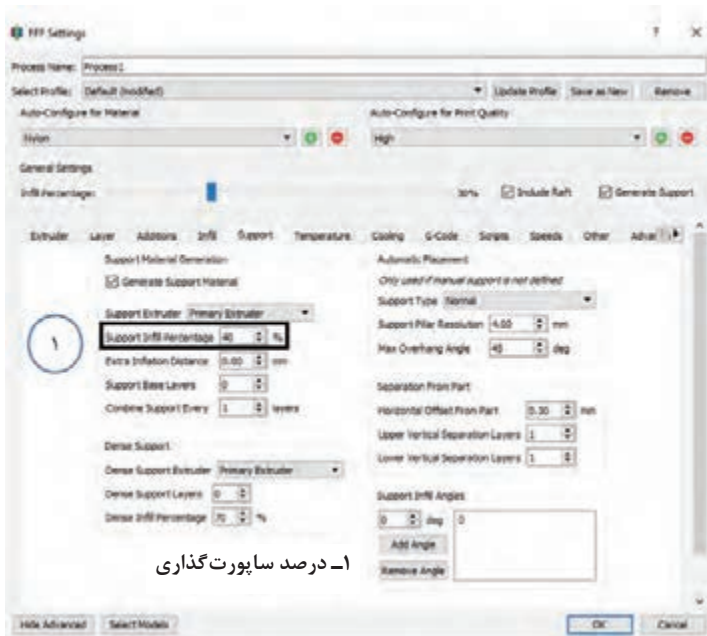 FFF Settings ? ×
Process Name: Process1
Select Profile: Default (modified) Update Profile Save as New Remove
Auto-Configure for Material Auto-Configure for Print Quality
Nylon High
General Settings
Infill Percentage: 30% Include Raft Generate Support
Extruder Layer Additions Infill Support Temperature Cooling G-Code Scripts Speeds Other Advan
Support Material Generation Automatic Placement
Generate Support Material Only used if manual support is not defined
Support Extruder Primary Extruder Support Type Normal
۱ Support Infill Percentage 40 % Support Pillar Resolution 4.00 mm
Extra Inflation Distance 0.00 mm Max Overhang Angle 45 deg
Support Base Layers 0
Combine Support Every 1 layers
Separation From Part
Horizontal Offset From Part 0.30 mm
Upper Vertical Separation Layers 1
Lower Vertical Separation Layers 1
Dense Support
Dense Support Extruder Primary Extruder
Dense Support Layers 0
Dense Infill Percentage 70 %
Support Infill Angles
0 deg 0
Add Angle
Remove Angle
۱ـ درصد ساپورت‌گذاری
Hide Advanced Select Models OK Cancel